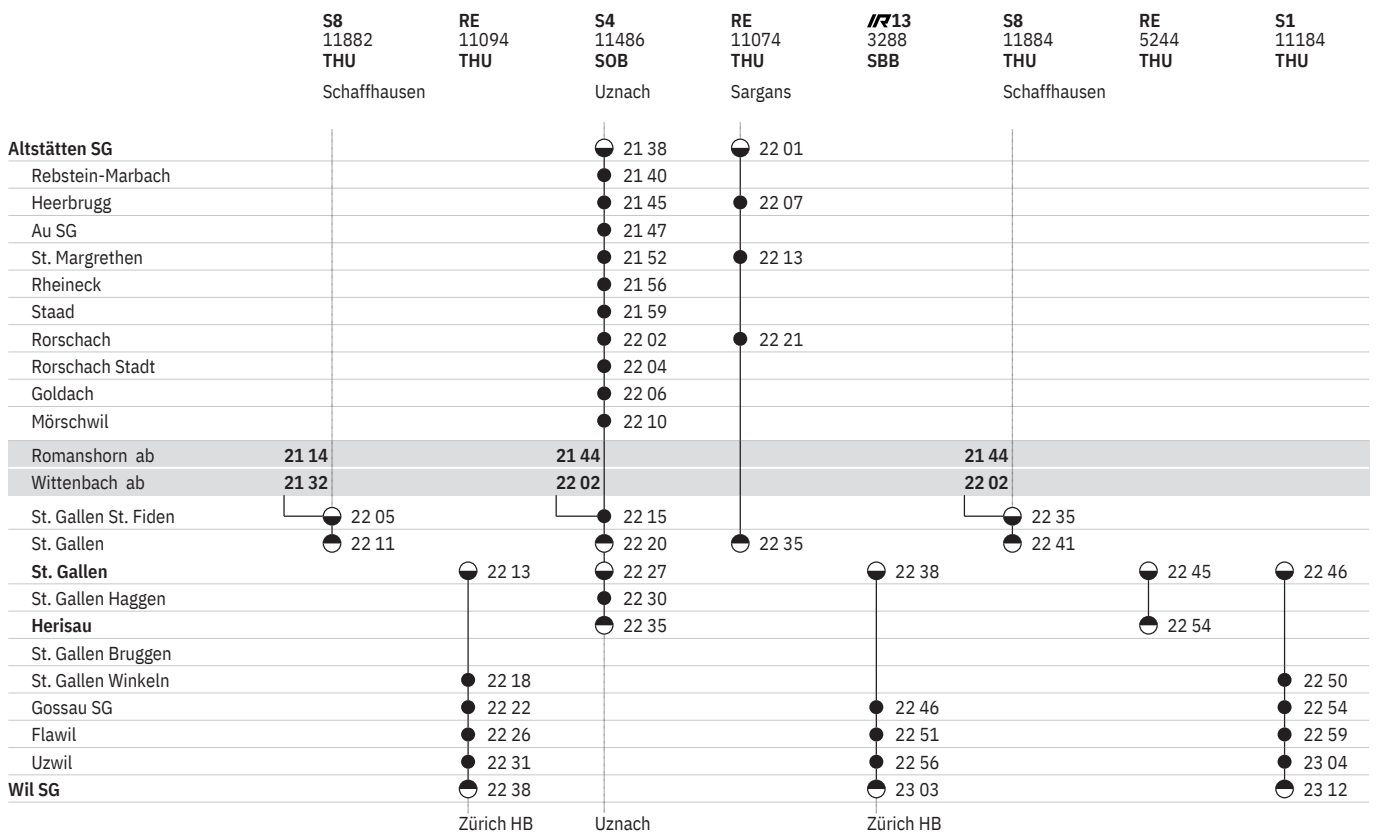 S8 RE S4 RE IR13 S8 RE S1
11882 11094 11486 11074 3288 11884 5244 11184
THU THU SOB THU SBB THU THU THU
Schaffhausen Uznach Sargans Schaffhausen
Altstätten SG 21 38 22 01
Rebstein-Marbach 21 40
Heerbrugg 21 45 22 07
Au SG 21 47
St. Margrethen 21 52 22 13
Rheineck 21 56
Staad 21 59
Rorschach 22 02 22 21
Rorschach Stadt 22 04
Goldach 22 06
Mörschwil 22 10
Romanshorn ab 21 14 21 44 21 44
Wittenbach ab 21 32 22 02 22 02
St. Gallen St. Fiden 22 05 22 15 22 35
St. Gallen 22 11 22 20 22 35 22 41
St. Gallen 22 13 22 27 22 38 22 45 22 46
St. Gallen Haggen 22 30
Herisau 22 35 22 54
St. Gallen Bruggen
St. Gallen Winkeln 22 18 22 50
Gossau SG 22 22 22 46 22 54
Flawil 22 26 22 51 22 59
Uzwil 22 31 22 56 23 04
Wil SG 22 38 23 03 23 12
Zürich HB Uznach Zürich HB